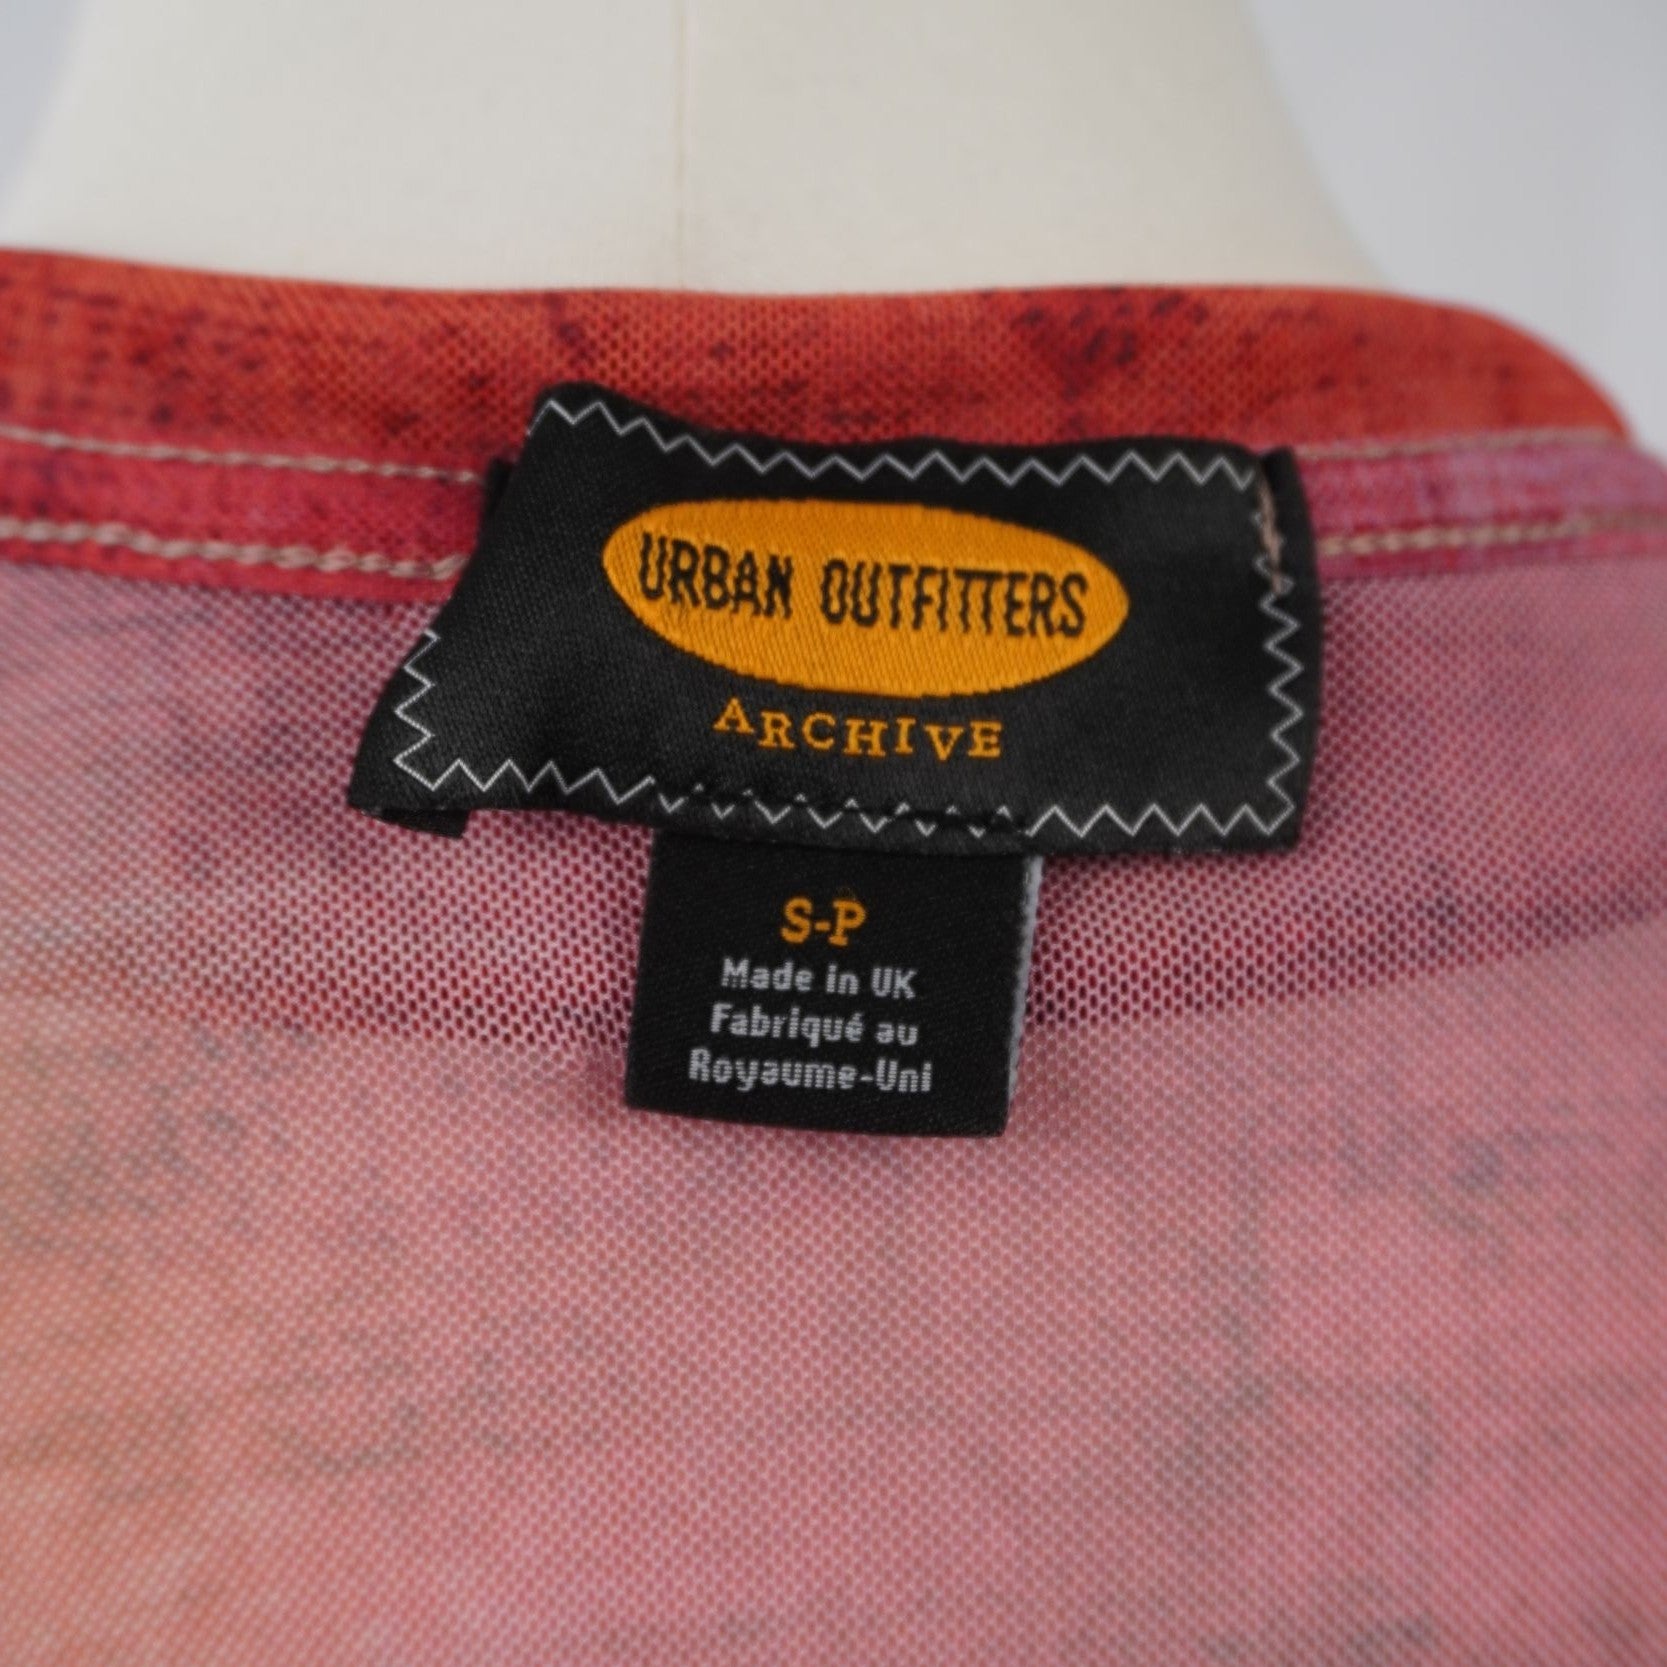 URBAN OUTFITTERS
ARCHIVE
S-P
Made in UK
Fabriqué au
Royaume-Uni